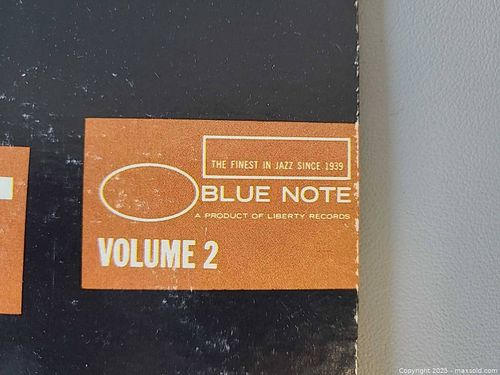 THE FINEST IN JAZZ SINCE 1939
BLUE NOTE
A PRODUCT OF LIBERTY RECORDS
VOLUME 2
Copyright 2025 - maxsold.com